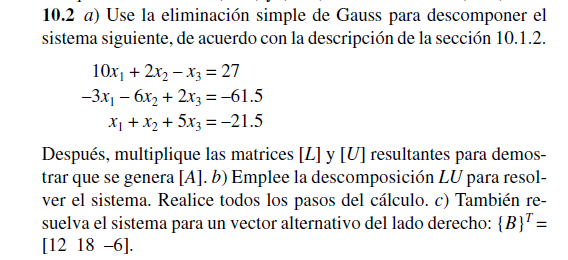 10.2 a) Use la eliminación simple de Gauss para descomponer el
sistema siguiente, de acuerdo con la descripción de la sección 10.1.2.
10x₁ + 2x₂ – x₃ = 27
–3x₁ – 6x₂ + 2x₃ = –61.5
x₁ + x₂ + 5x₃ = –21.5
Después, multiplique las matrices [L] y [U] resultantes para demos-
trar que se genera [A]. b) Emplee la descomposición LU para resol-
ver el sistema. Realice todos los pasos del cálculo. c) También re-
suelva el sistema para un vector alternativo del lado derecho: {B}ᵀ =
[12 18 –6].